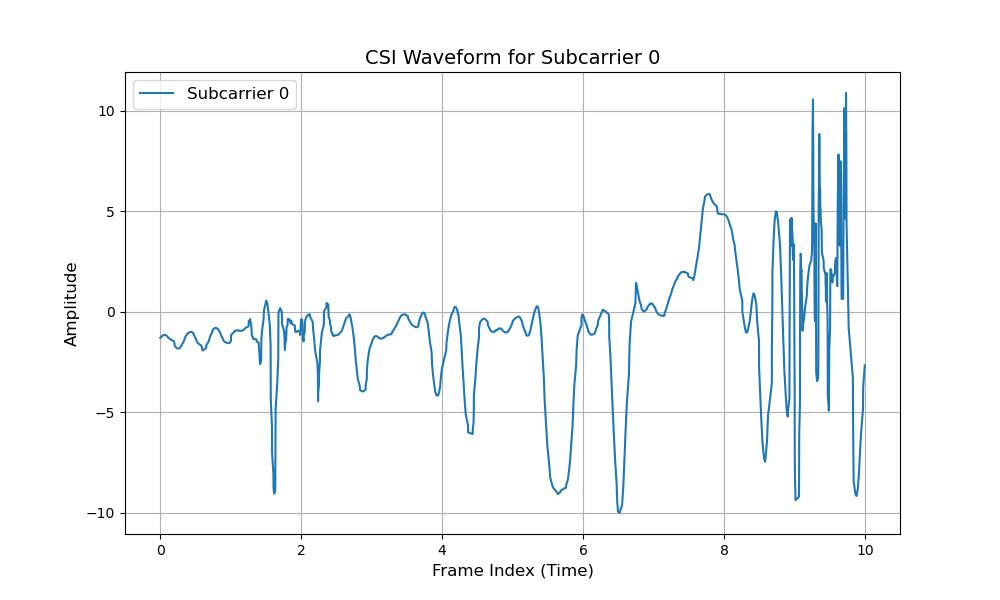 CSI Waveform for Subcarrier 0
Subcarrier 0
Amplitude
10
5
0
−5
−10
0 2 4 6 8 10
Frame Index (Time)